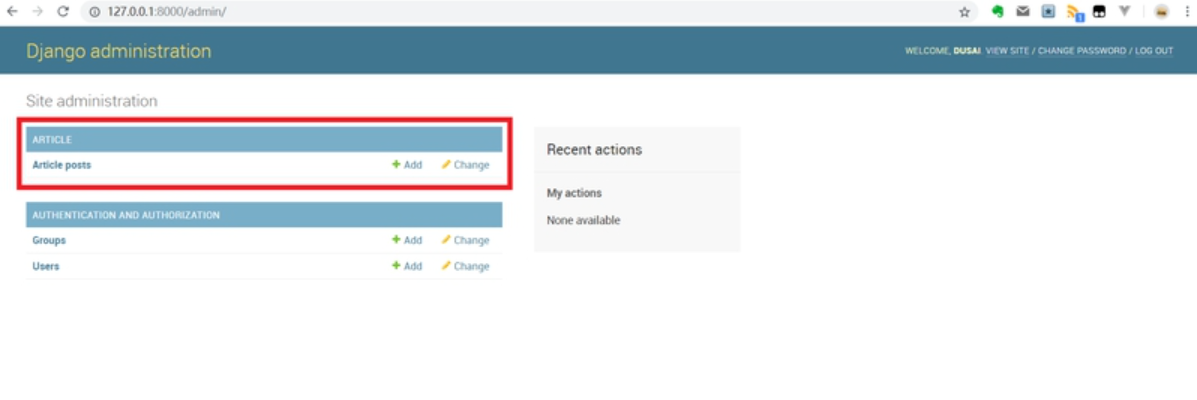 127.0.0.1:8000/admin/
Django administration
WELCOME, DUSAI VIEW SITE / CHANGE PASSWORD / LOG OUT
Site administration
ARTICLE
Article posts + Add Change
AUTHENTICATION AND AUTHORIZATION
Groups + Add Change
Users + Add Change
Recent actions
My actions
None available
1